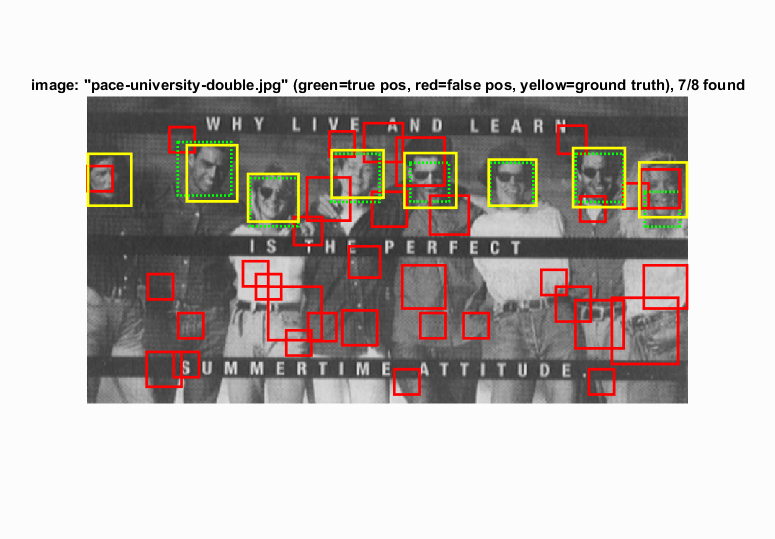 image: "pace-university-double.jpg" (green=true pos, red=false pos, yellow=ground truth), 7/8 found
WHY LIVE AND LEARN
IS THE PERFECT
SUMMERTIME ATTITUDE.